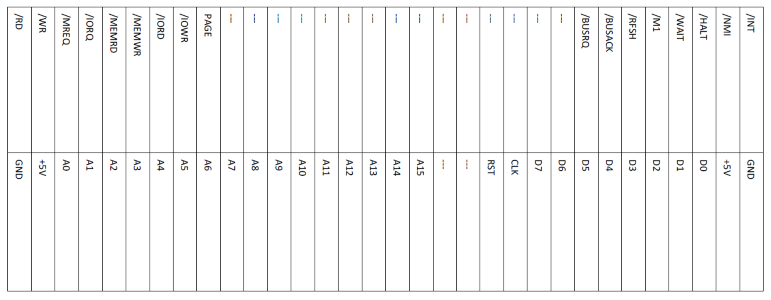 /INT GND
/NMI +5V
/HALT D0
/WAIT D1
/M1 D2
/RFSH D3
/BUSACK D4
/BUSRQ D5
--- D6
--- D7
--- CLK
--- RST
--- ---
--- ---
--- A15
--- A14
--- A13
--- A12
--- A11
--- A10
--- A9
--- A8
--- A7
PAGE A6
/IOWR A5
/IORD A4
/MEMWR A3
/MEMRD A2
/IORQ A1
/MREQ A0
/WR +5V
/RD GND